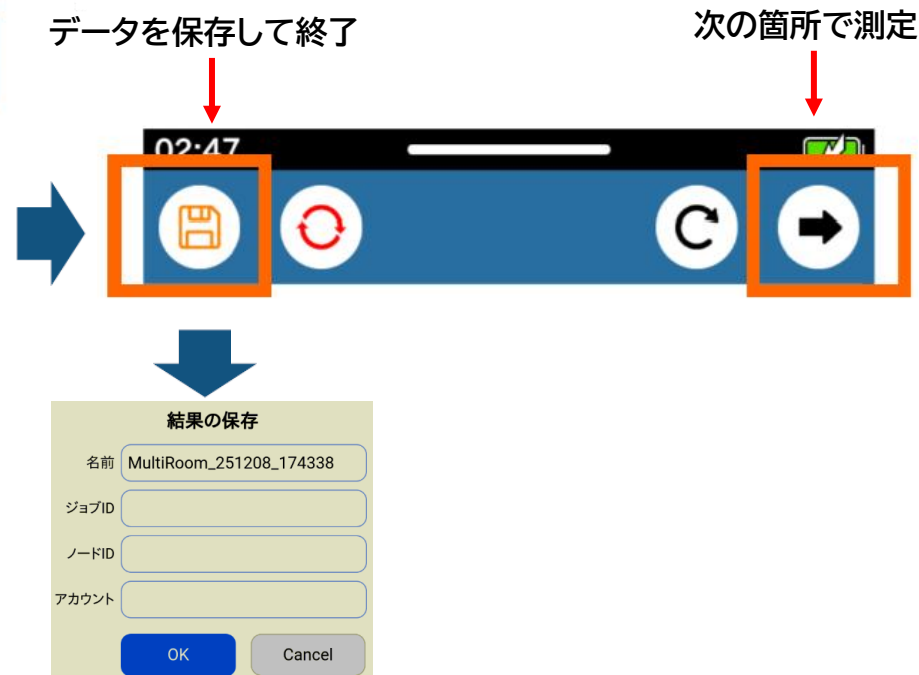 データを保存して終了
次の箇所で測定
02:47
結果の保存
名前 MultiRoom_251208_174338
ジョブID
ノードID
アカウント
OK Cancel